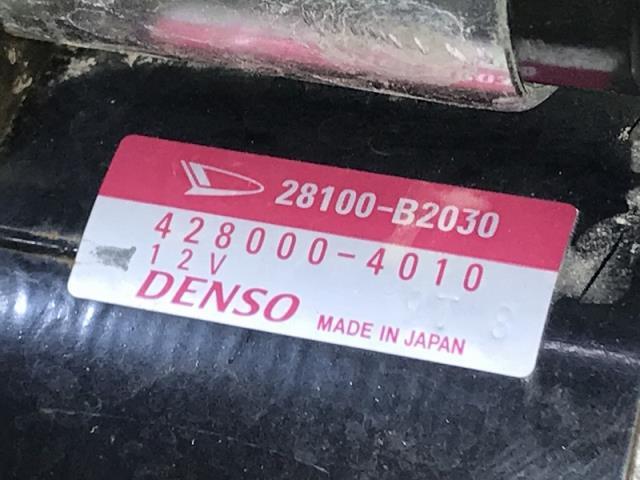 28100-B2030
428000-4010
12V
DENSO
MADE IN JAPAN